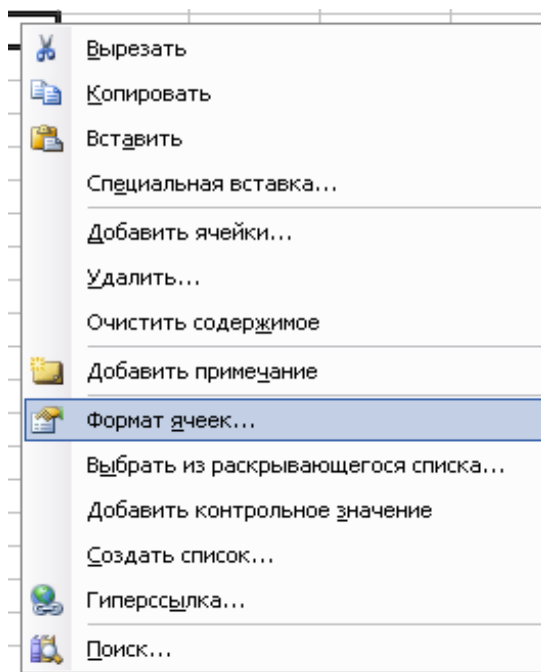 Вырезать
Копировать
Вставить
Специальная вставка...
Добавить ячейки...
Удалить...
Очистить содержимое
Добавить примечание
Формат ячеек...
Выбрать из раскрывающегося списка...
Добавить контрольное значение
Создать список...
Гиперссылка...
Поиск...